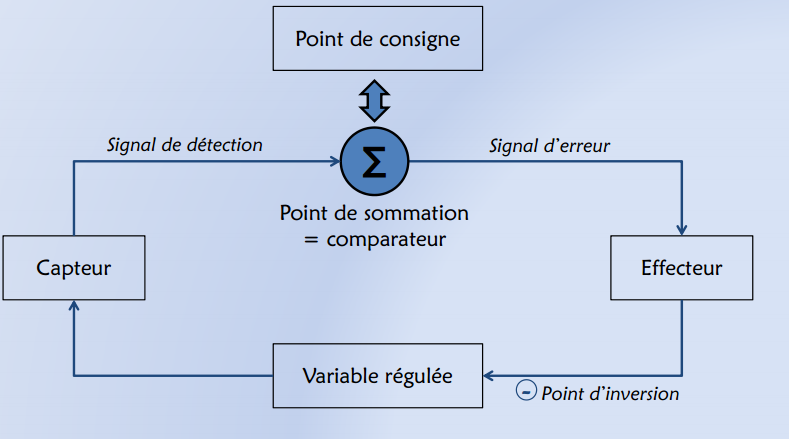 Point de consigne
Signal de détection
Signal d'erreur
Σ
Point de sommation
= comparateur
Capteur
Effecteur
Variable régulée
- Point d'inversion